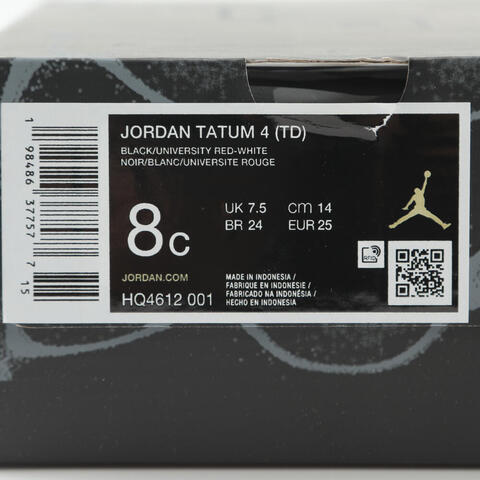 JORDAN TATUM 4 (TD)
BLACK/UNIVERSITY RED-WHITE
NOIR/BLANC/UNIVERSITE ROUGE
8C
UK 7.5 CM 14
BR 24 EUR 25
RFID
JORDAN.COM
HQ4612 001
MADE IN INDONESIA /
FABRIQUE EN INDONESIE /
FABRICADO NA INDONÉSIA /
HECHO EN INDONESIA
1 98486 37757 7 15